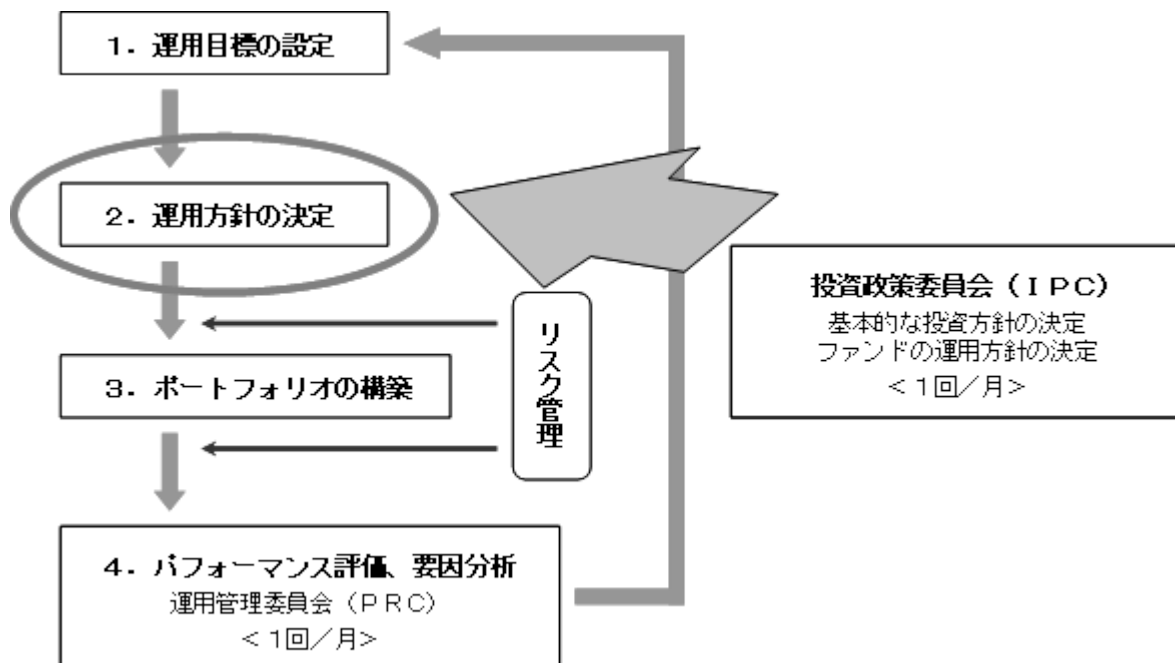 １．運用目標の設定
２．運用方針の決定
３．ポートフォリオの構築
４．パフォーマンス評価、要因分析
運用管理委員会（ＰＲＣ）
＜１回／月＞
リスク管理
投資政策委員会（ＩＰＣ）
基本的な投資方針の決定
ファンドの運用方針の決定
＜１回／月＞